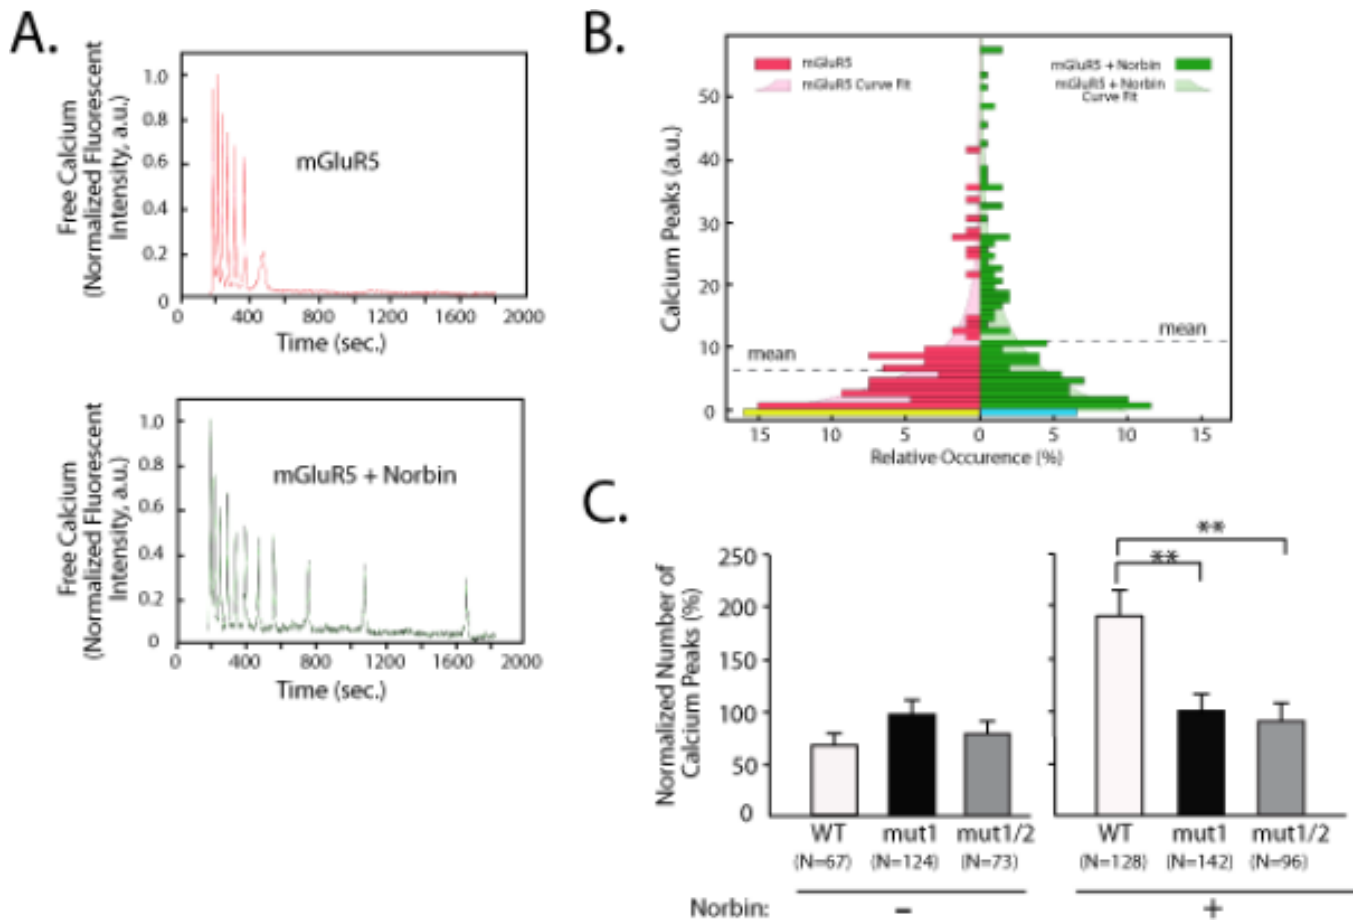 A.
Free Calcium
(Normalized Fluorescent
Intensity, a.u.)
1.0
0.8
0.6
0.4
0.2
0
mGluR5
0 400 800 1200 1600 2000
Time (sec.)
Free Calcium
(Normalized Fluorescent
Intensity, a.u.)
1.0
0.8
0.6
0.4
0.2
0
mGluR5 + Norbin
0 400 800 1200 1600 2000
Time (sec.)
B.
Calcium Peaks (a.u.)
50
40
30
20
10
0
mGluR5
mGluR5 Curve Fit
mGluR5 + Norbin
mGluR5 + Norbin
Curve Fit
mean
mean
15 10 5 0 5 10 15
Relative Occurence (%)
C.
Normalized Number of
Calcium Peaks (%)
250
200
150
100
50
0
**
**
WT mut1 mut1/2 WT mut1 mut1/2
(N=67) (N=124) (N=73) (N=128) (N=142) (N=96)
Norbin: – +